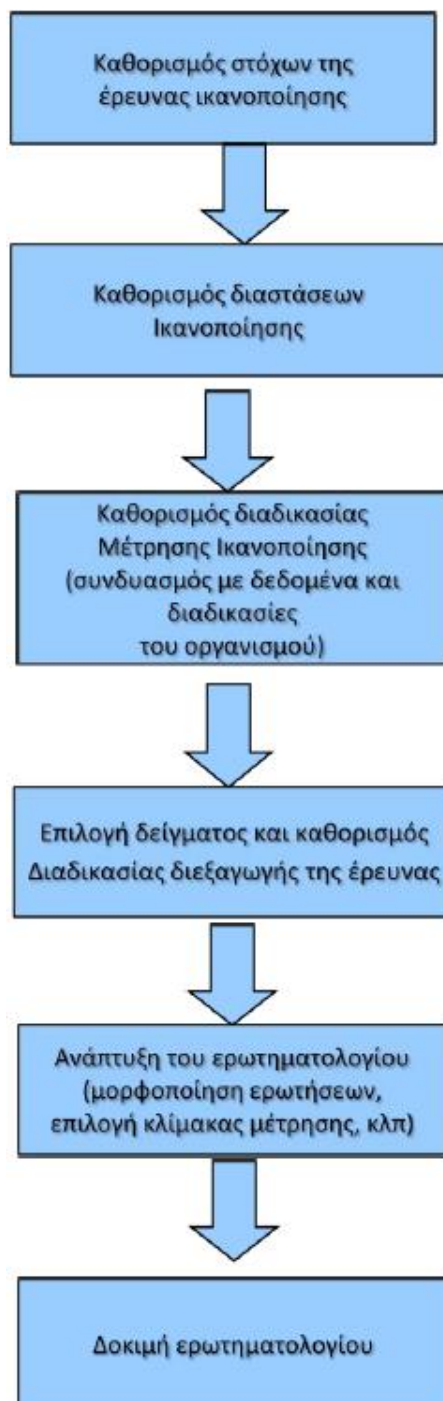 Καθορισμός στόχων της
έρευνας ικανοποίησης
Καθορισμός διαστάσεων
Ικανοποίησης
Καθορισμός διαδικασίας
Μέτρησης Ικανοποίησης
(συνδυασμός με δεδομένα και
διαδικασίες
του οργανισμού)
Επιλογή δείγματος και καθορισμός
Διαδικασίας διεξαγωγής της έρευνας
Ανάπτυξη του ερωτηματολογίου
(μορφοποίηση ερωτήσεων,
επιλογή κλίμακας μέτρησης, κλπ)
Δοκιμή ερωτηματολογίου